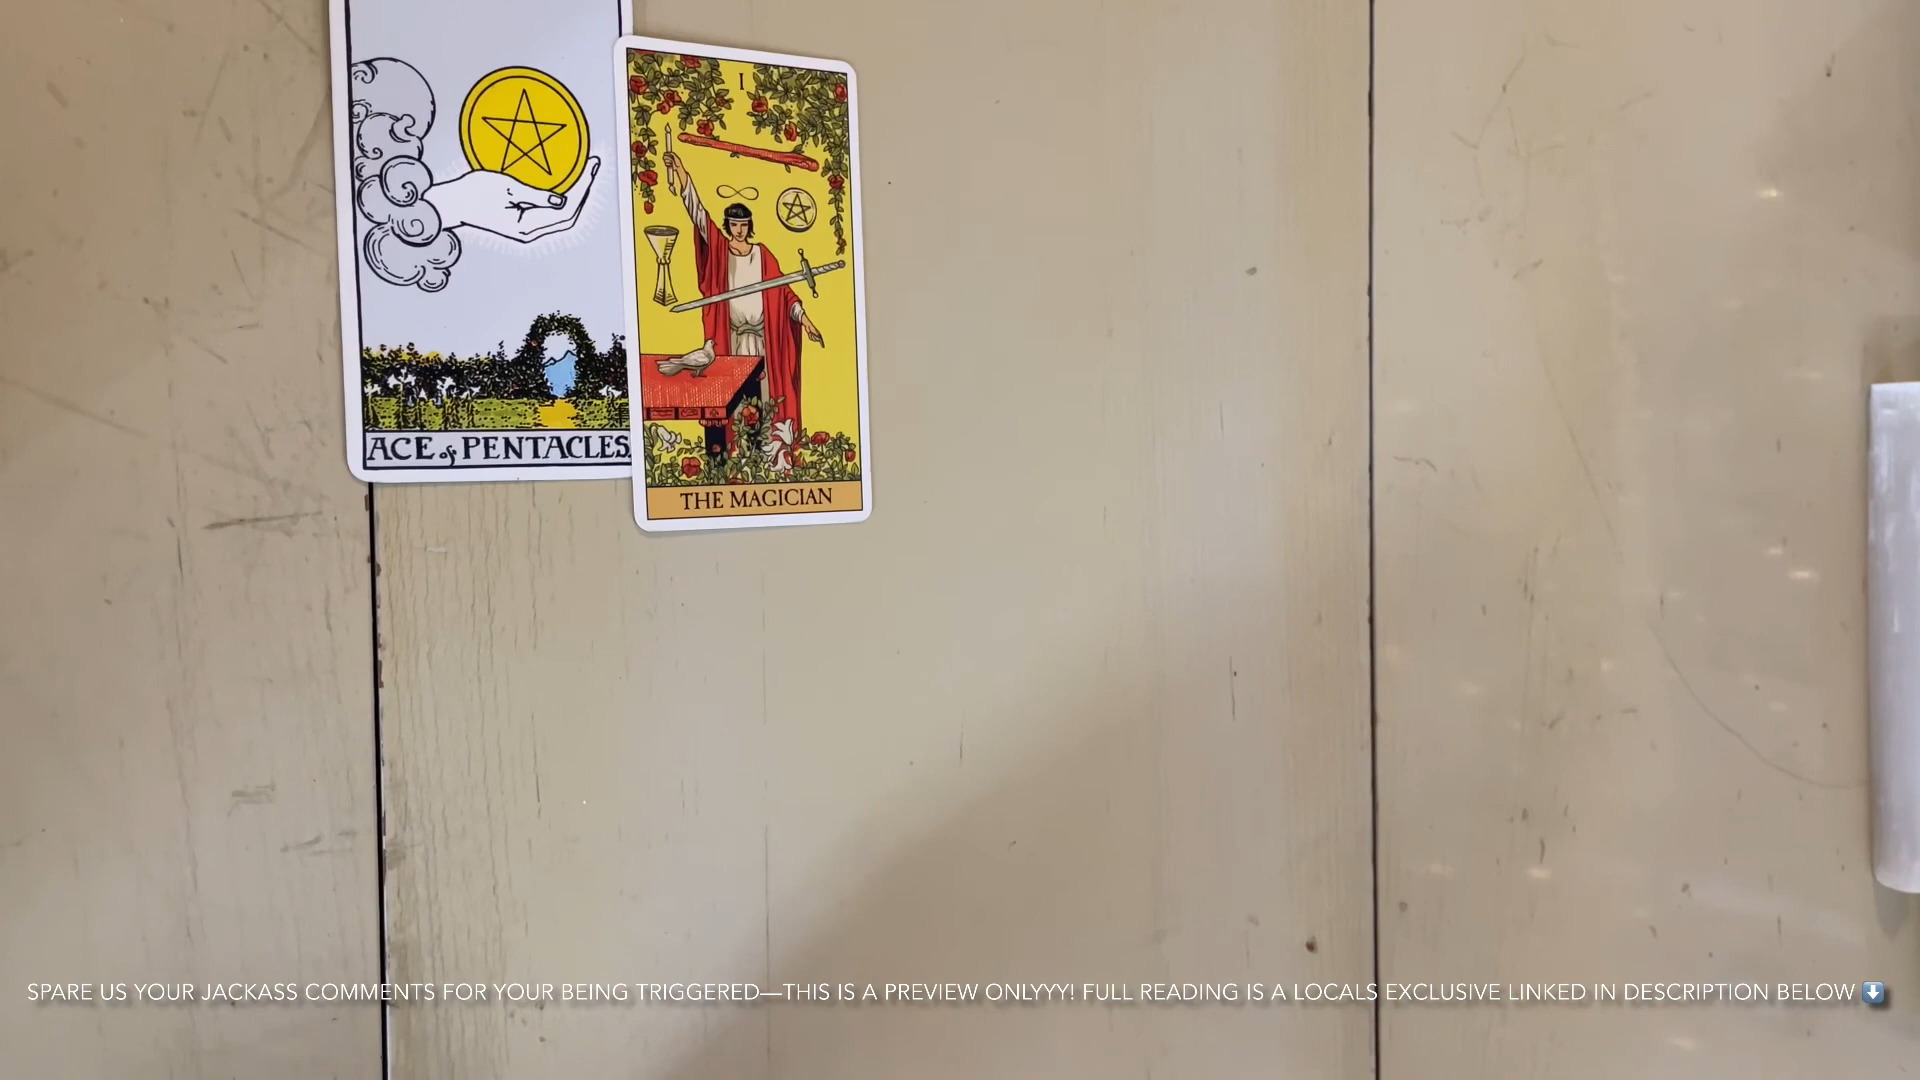 I
ACE of PENTACLES.
THE MAGICIAN
SPARE US YOUR JACKASS COMMENTS FOR YOUR BEING TRIGGERED—THIS IS A PREVIEW ONLYYY! FULL READING IS A LOCALS EXCLUSIVE LINKED IN DESCRIPTION BELOW ⬇️